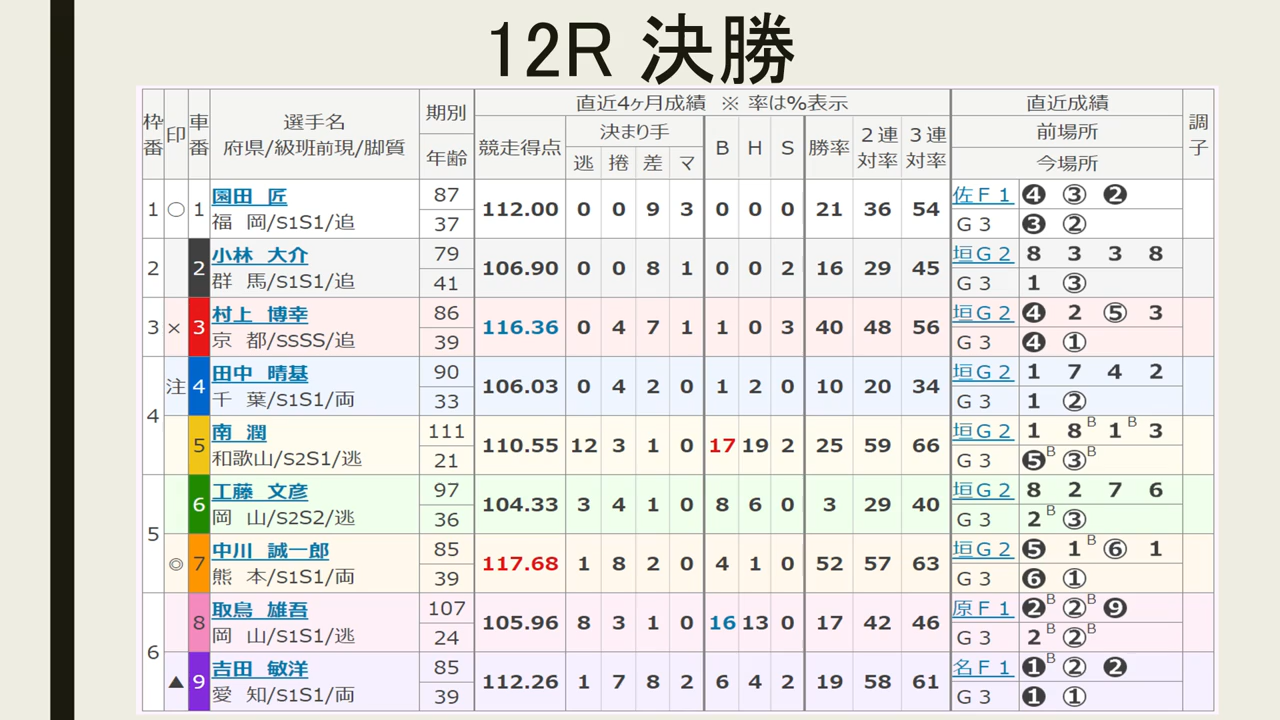 12R 決勝
枠番 印 車番 選手名 府県/級班前現/脚質 期別 年齢 直近4ヶ月成績 ※ 率は%表示 直近成績 調子
競走得点 決まり手 B H S 勝率 2連対率 3連対率 前場所
逃 捲 差 マ 今場所
1 ○ 1 園田 匠 87 112.00 0 0 9 3 0 0 0 21 36 54 佐F1 ❹ ③ ❷
福 岡/S1S1/追 37 G3 ❸ ②
2 2 小林 大介 79 106.90 0 0 8 1 0 0 2 16 29 45 垣G2 8 3 3 8
群 馬/S1S1/追 41 G3 1 ③
3 × 3 村上 博幸 86 116.36 0 4 7 1 1 0 3 40 48 56 垣G2 ❹ 2 ⑤ 3
京 都/SSSS/追 39 G3 ❹ ①
4 注 4 田中 晴基 90 106.03 0 4 2 0 1 2 0 10 20 34 垣G2 1 7 4 2
千 葉/S1S1/両 33 G3 1 ②
5 南 潤 111 110.55 12 3 1 0 17 19 2 25 59 66 垣G2 1 8B 1B 3
和歌山/S2S1/逃 21 G3 ❺B ③B
5 6 工藤 文彦 97 104.33 3 4 1 0 8 6 0 3 29 40 垣G2 8 2 7 6
岡 山/S2S2/逃 36 G3 2B ③
◎ 7 中川 誠一郎 85 117.68 1 8 2 0 4 1 0 52 57 63 垣G2 ❺ 1B ⑥ 1
熊 本/S1S1/両 39 G3 ❻ ①
6 8 取鳥 雄吾 107 105.96 8 3 1 0 16 13 0 17 42 46 原F1 ❷B ②B ❾
岡 山/S1S1/逃 24 G3 2B ②B
▲ 9 吉田 敏洋 85 112.26 1 7 8 2 6 4 2 19 58 61 名F1 ❶B ② ❷
愛 知/S1S1/両 39 G3 ❶ ①